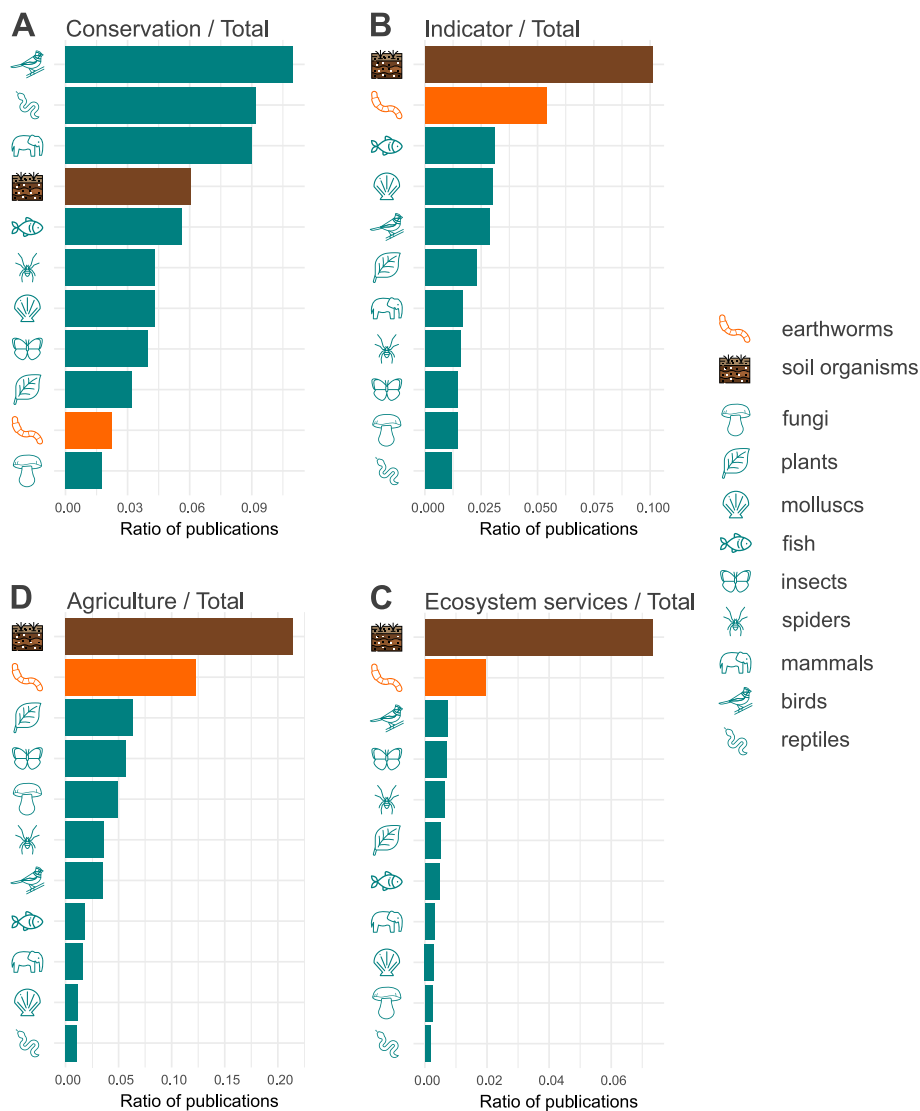 A Conservation / Total
0.00 0.03 0.06 0.09
Ratio of publications
B Indicator / Total
0.000 0.025 0.050 0.075 0.100
Ratio of publications
D Agriculture / Total
0.00 0.05 0.10 0.15 0.20
Ratio of publications
C Ecosystem services / Total
0.00 0.02 0.04 0.06
Ratio of publications
earthworms
soil organisms
fungi
plants
molluscs
fish
insects
spiders
mammals
birds
reptiles